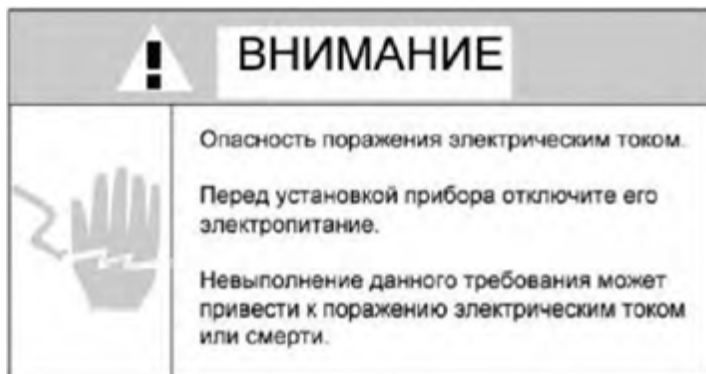 ВНИМАНИЕ
Опасность поражения электрическим током.
Перед установкой прибора отключите его
электропитание.
Невыполнение данного требования может
привести к поражению электрическим током
или смерти.